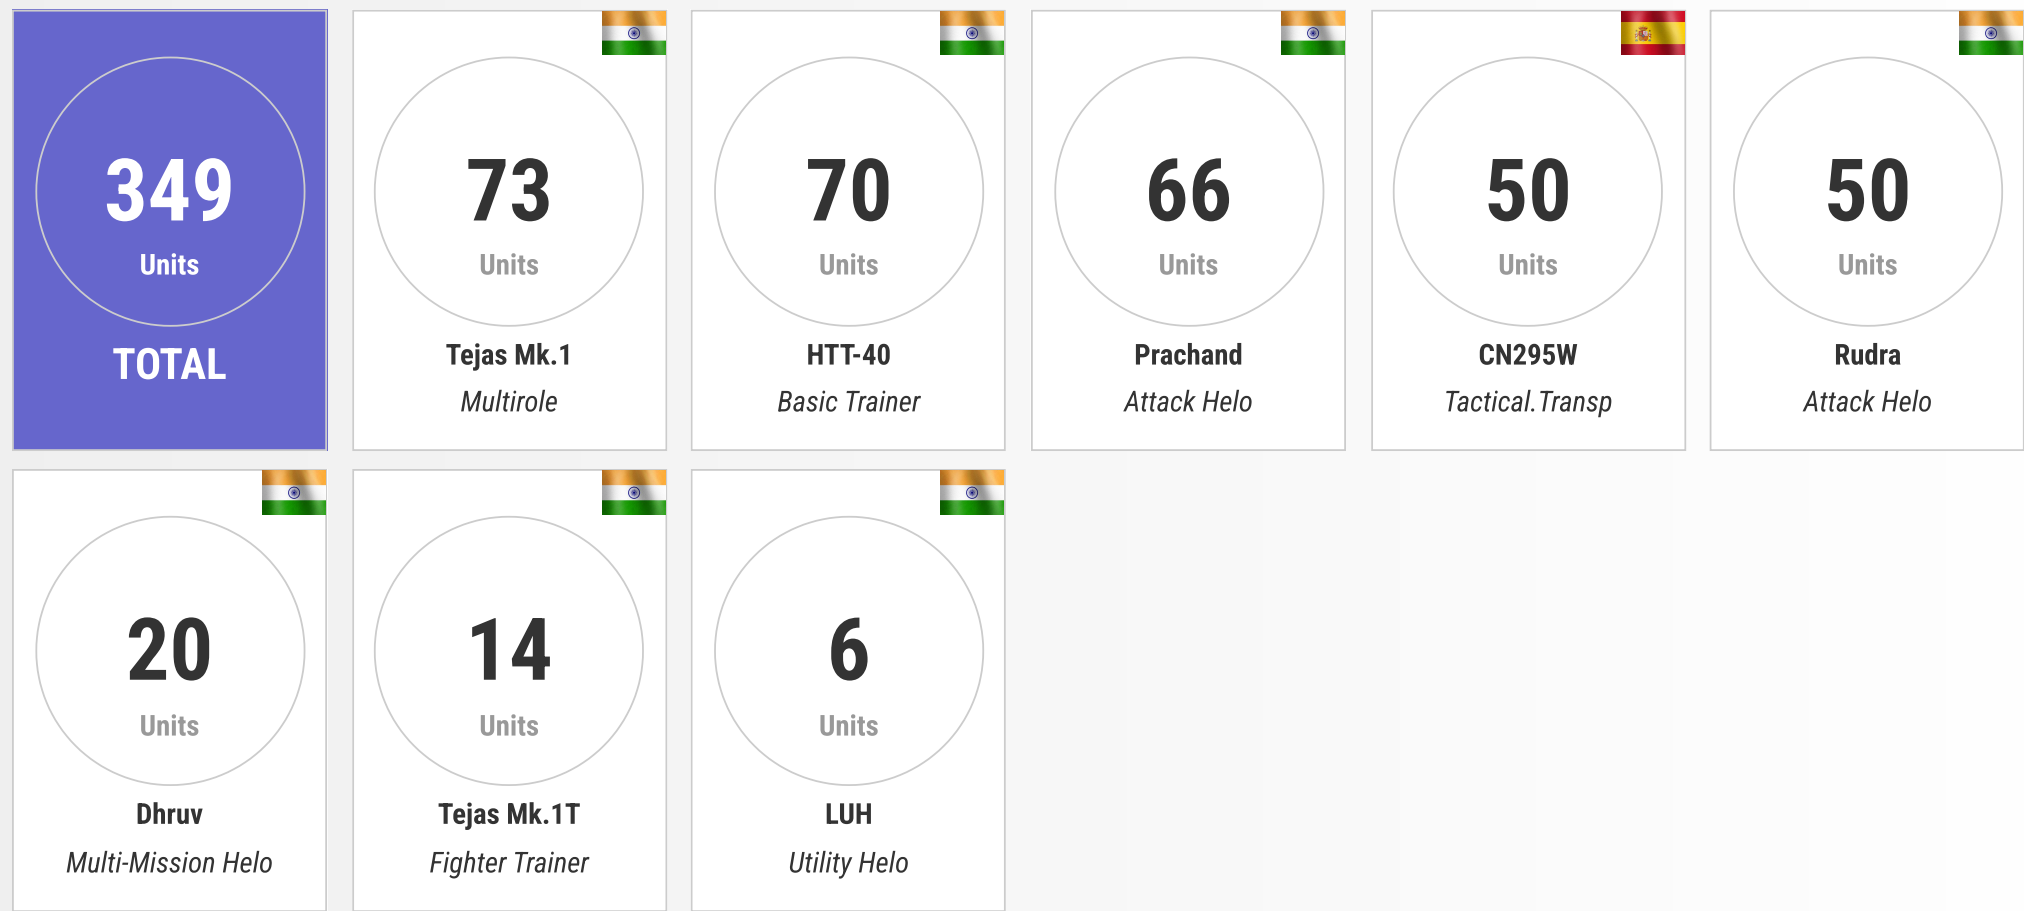 349
Units
TOTAL
73
Units
Tejas Mk.1
Multirole
70
Units
HTT-40
Basic Trainer
66
Units
Prachand
Attack Helo
50
Units
CN295W
Tactical.Transp
50
Units
Rudra
Attack Helo
20
Units
Dhruv
Multi-Mission Helo
14
Units
Tejas Mk.1T
Fighter Trainer
6
Units
LUH
Utility Helo